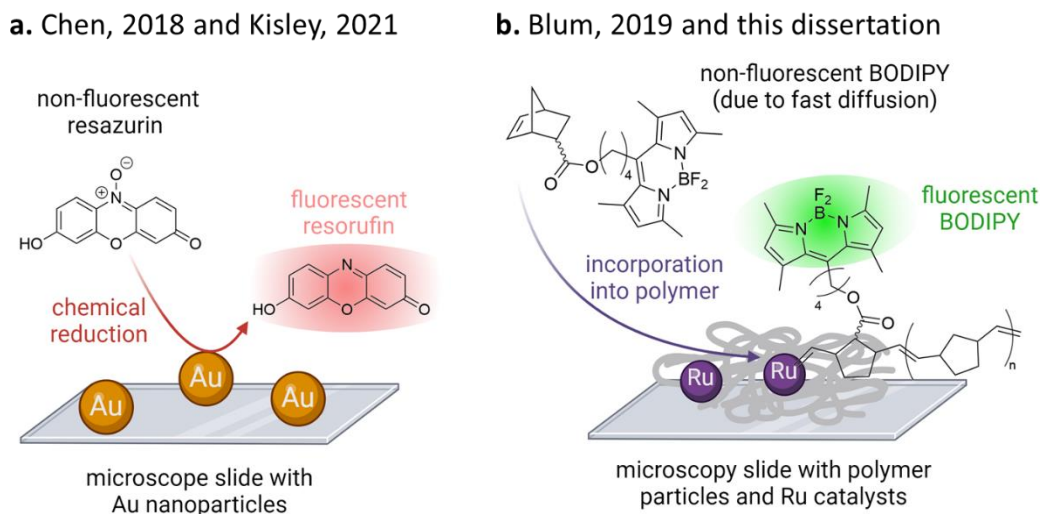 a. Chen, 2018 and Kisley, 2021
non-fluorescent
resazurin
O⊖
N⊕
HO
O
O
fluorescent
resorufin
N
HO
O
O
chemical
reduction
Au
Au
Au
microscope slide with
Au nanoparticles
b. Blum, 2019 and this dissertation
non-fluorescent BODIPY
(due to fast diffusion)
O
O
4
N
BF2
N
F2
B
N
N
fluorescent
BODIPY
incorporation
into polymer
4
O
O
Ru
Ru
n
microscopy slide with polymer
particles and Ru catalysts